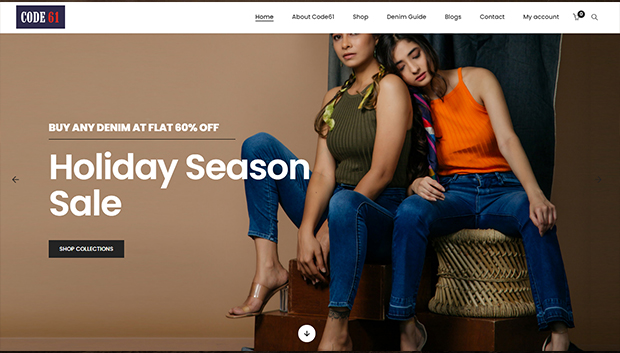 CODE 61
Home
About Code61
Shop
Denim Guide
Blogs
Contact
My account
0
BUY ANY DENIM AT FLAT 60% OFF
Holiday Season
Sale
SHOP COLLECTIONS